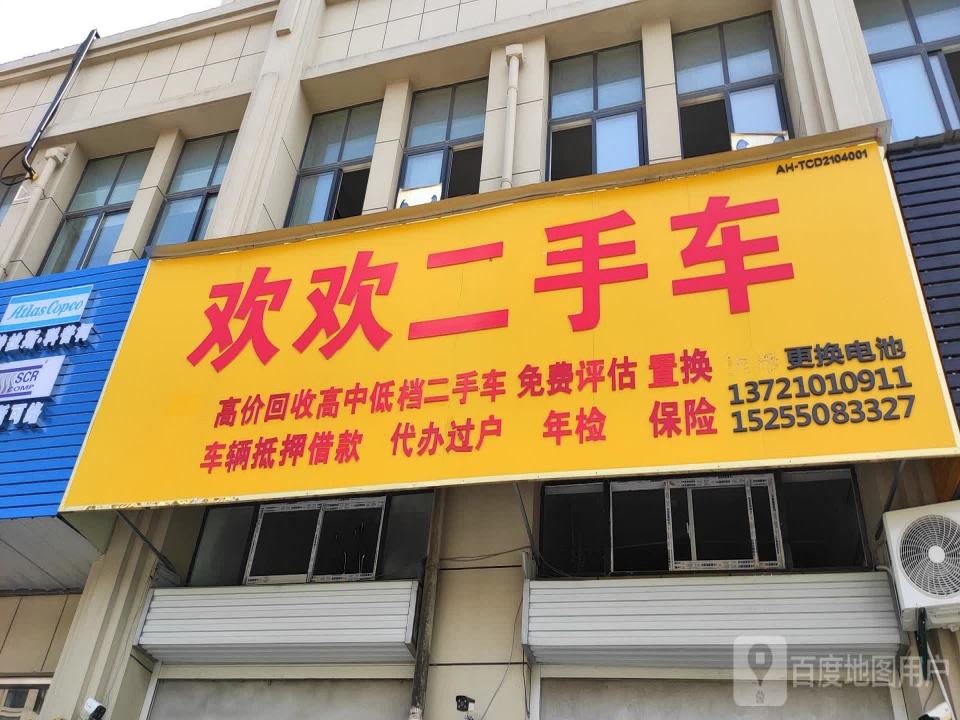 AH-TCD2104001
欢欢二手车
高价回收高中低档二手车 免费评估 置换
更换电池
13721010911
车辆抵押借款 代办过户 年检 保险
15255083327
Atlas Copco
SCR
COMP
百度地图用户